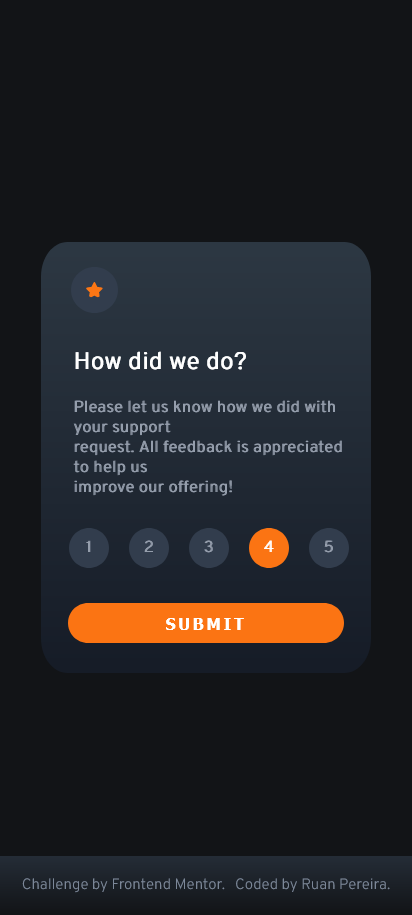 How did we do?
Please let us know how we did with
your support
request. All feedback is appreciated
to help us
improve our offering!
1 2 3 4 5
SUBMIT
Challenge by Frontend Mentor. Coded by Ruan Pereira.